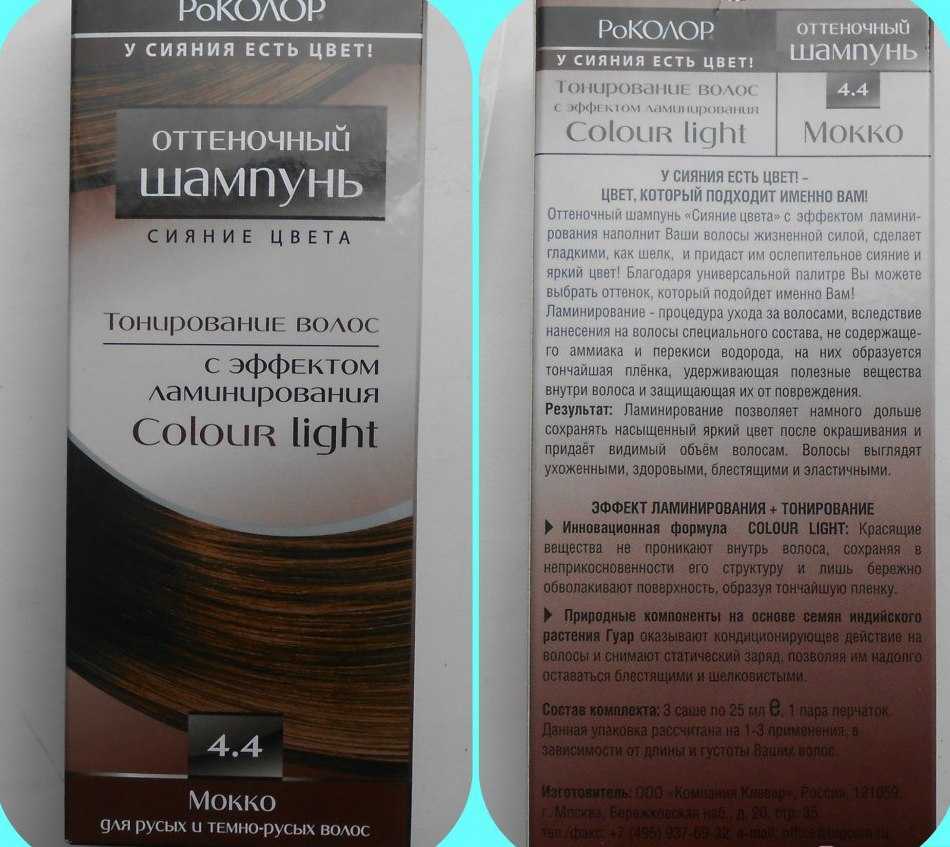 РоКОЛОР
У СИЯНИЯ ЕСТЬ ЦВЕТ!
ОТТЕНОЧНЫЙ
ШАМПУНЬ
СИЯНИЕ ЦВЕТА
Тонирование волос
с эффектом
ламинирования
Colour light
4.4
Мокко
для русых и темно-русых волос
РоКОЛОР
У СИЯНИЯ ЕСТЬ ЦВЕТ!
ОТТЕНОЧНЫЙ
ШАМПУНЬ
Тонирование волос
с эффектом ламинирования
Colour light
4.4
Мокко
У СИЯНИЯ ЕСТЬ ЦВЕТ! –
ЦВЕТ, КОТОРЫЙ ПОДХОДИТ ИМЕННО ВАМ!
Оттеночный шампунь «Сияние цвета» с эффектом ламини-
рования наполнит Ваши волосы жизненной силой, сделает
гладкими, как шелк, и придаст им ослепительное сияние и
яркий цвет! Благодаря универсальной палитре Вы можете
выбрать оттенок, который подойдет именно Вам!
Ламинирование - процедура ухода за волосами, вследствие
нанесения на волосы специального состава, не содержаще-
го аммиака и перекиси водорода, на них образуется
тончайшая плёнка, удерживающая полезные вещества
внутри волоса и защищающая их от повреждения.
Результат: Ламинирование позволяет намного дольше
сохранять насыщенный яркий цвет после окрашивания и
придаёт видимый объём волосам. Волосы выглядят
ухоженными, здоровыми, блестящими и эластичными.
ЭФФЕКТ ЛАМИНИРОВАНИЯ + ТОНИРОВАНИЕ
Инновационная формула COLOUR LIGHT: Красящие
вещества не проникают внутрь волоса, сохраняя в
неприкосновенности его структуру и лишь бережно
обволакивают поверхность, образуя тончайшую пленку.
Природные компоненты на основе семян индийского
растения Гуар оказывают кондиционирующее действие на
волосы и снимают статический заряд, позволяя им надолго
оставаться блестящими и шелковистыми.
Состав комплекта: 3 саше по 25 мл ℮, 1 пара перчаток.
Данная упаковка рассчитана на 1-3 применения, в
зависимости от длины и густоты Ваших волос.
Изготовитель: ООО «Компания Клевер», Россия, 121059,
г. Москва, Бережковская наб., д. 20, стр. 35.
тел./факс: +7 (495) 937-69-32, e-mail: